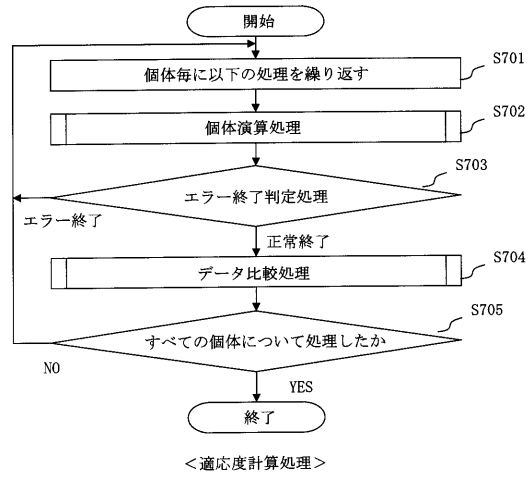 開始
個体毎に以下の処理を繰り返す
S701
個体演算処理
S702
エラー終了判定処理
S703
エラー終了
正常終了
データ比較処理
S704
すべての個体について処理したか
S705
NO
YES
終了
＜適応度計算処理＞